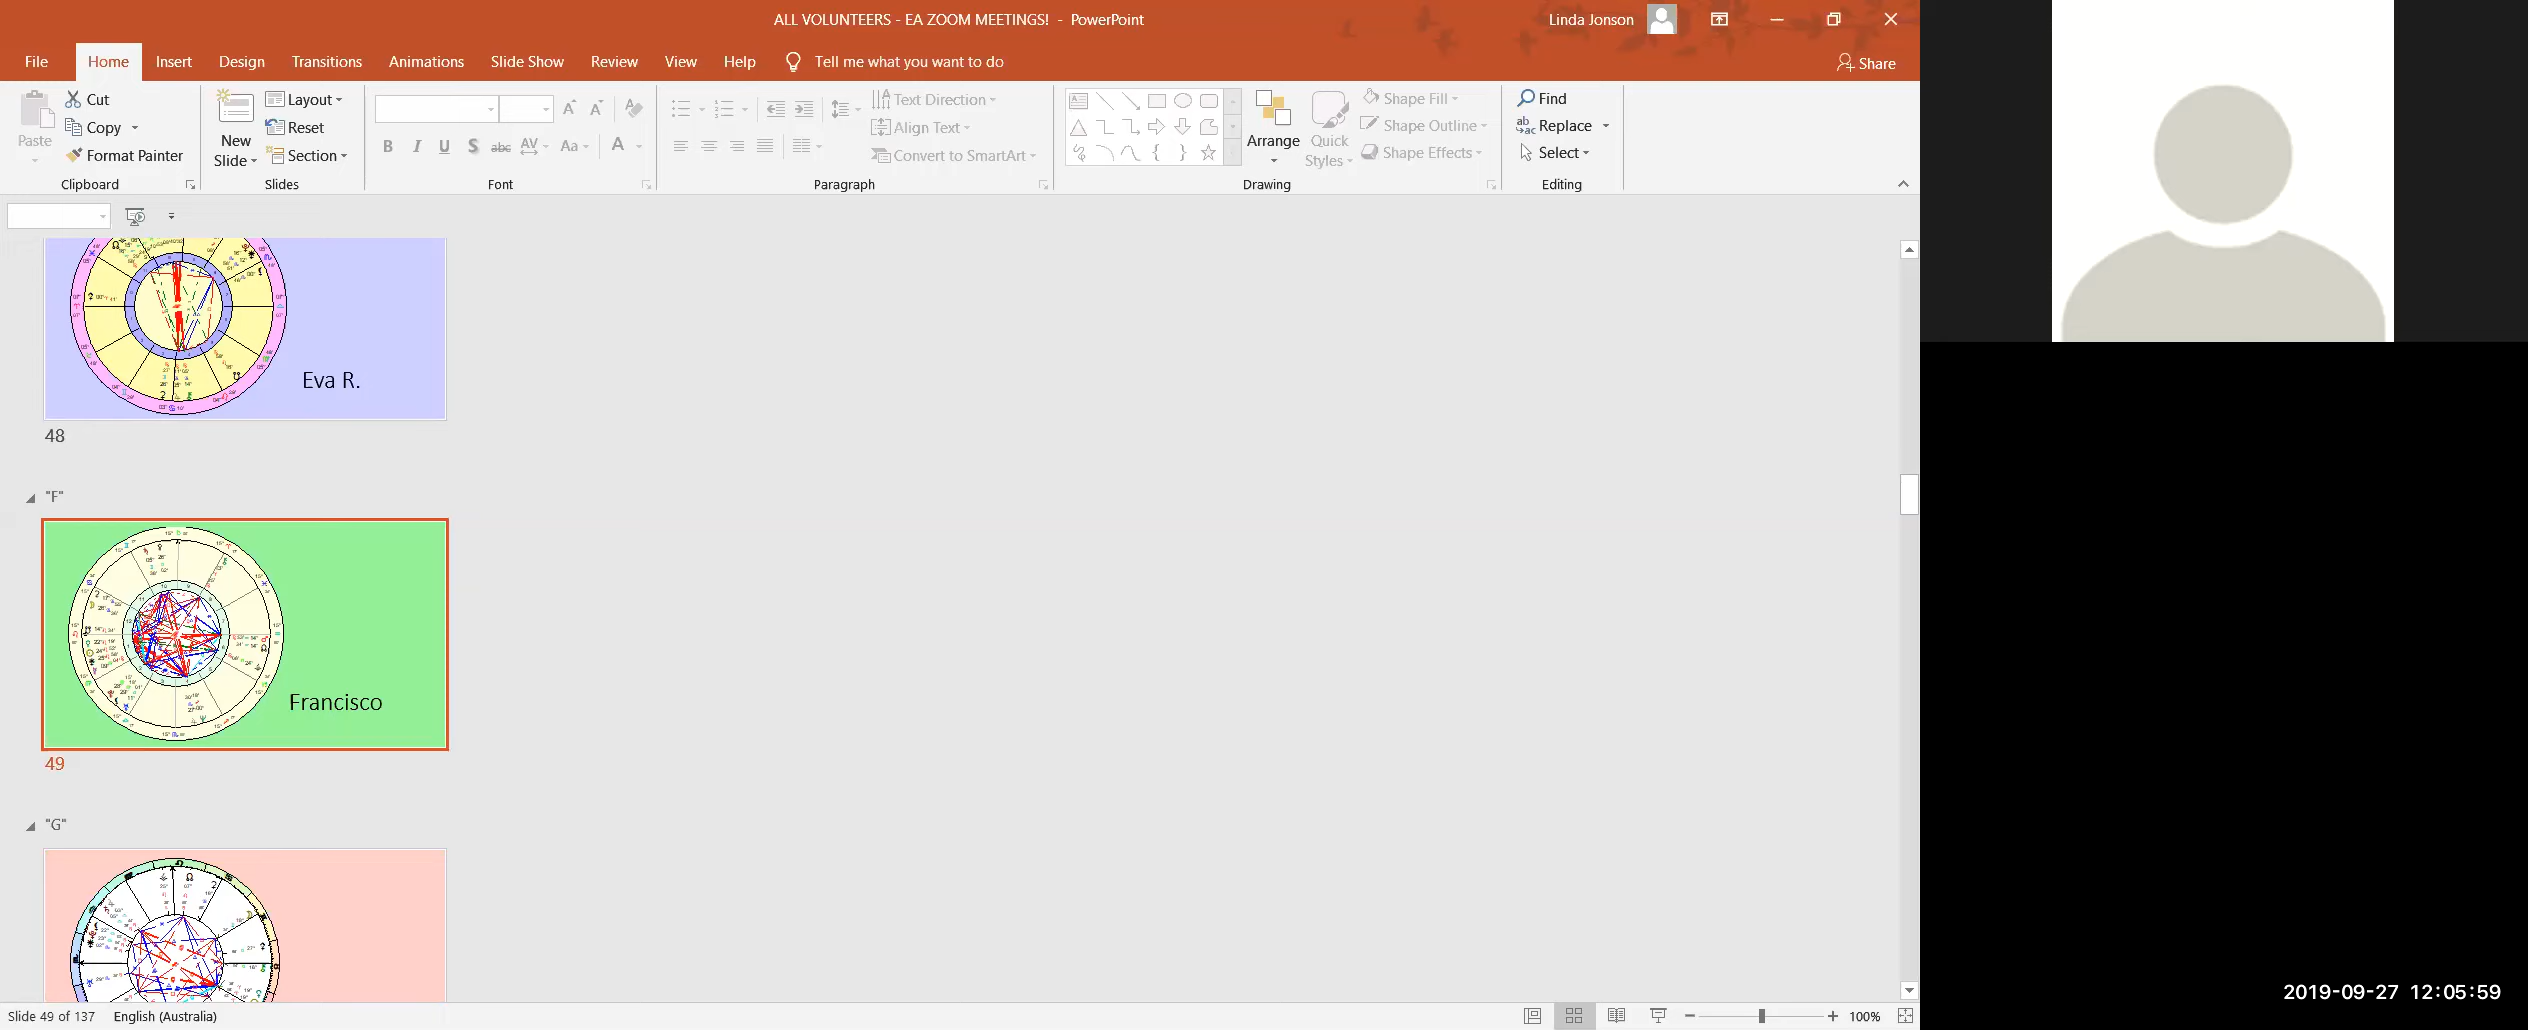 ALL VOLUNTEERS - EA ZOOM MEETINGS! - PowerPoint
Linda Jonson
File Home Insert Design Transitions Animations Slide Show Review View Help Tell me what you want to do
Share
Paste
Cut
Copy
Format Painter
Clipboard
New Slide
Layout
Reset
Section
Slides
B I U S abc AV Aa A
Font
Text Direction
Align Text
Convert to SmartArt
Paragraph
Arrange
Quick Styles
Shape Fill
Shape Outline
Shape Effects
Drawing
Find
Replace
Select
Editing
Eva R.
48
"F"
Francisco
49
"G"
Slide 49 of 137 English (Australia)
100%
2019-09-27 12:05:59